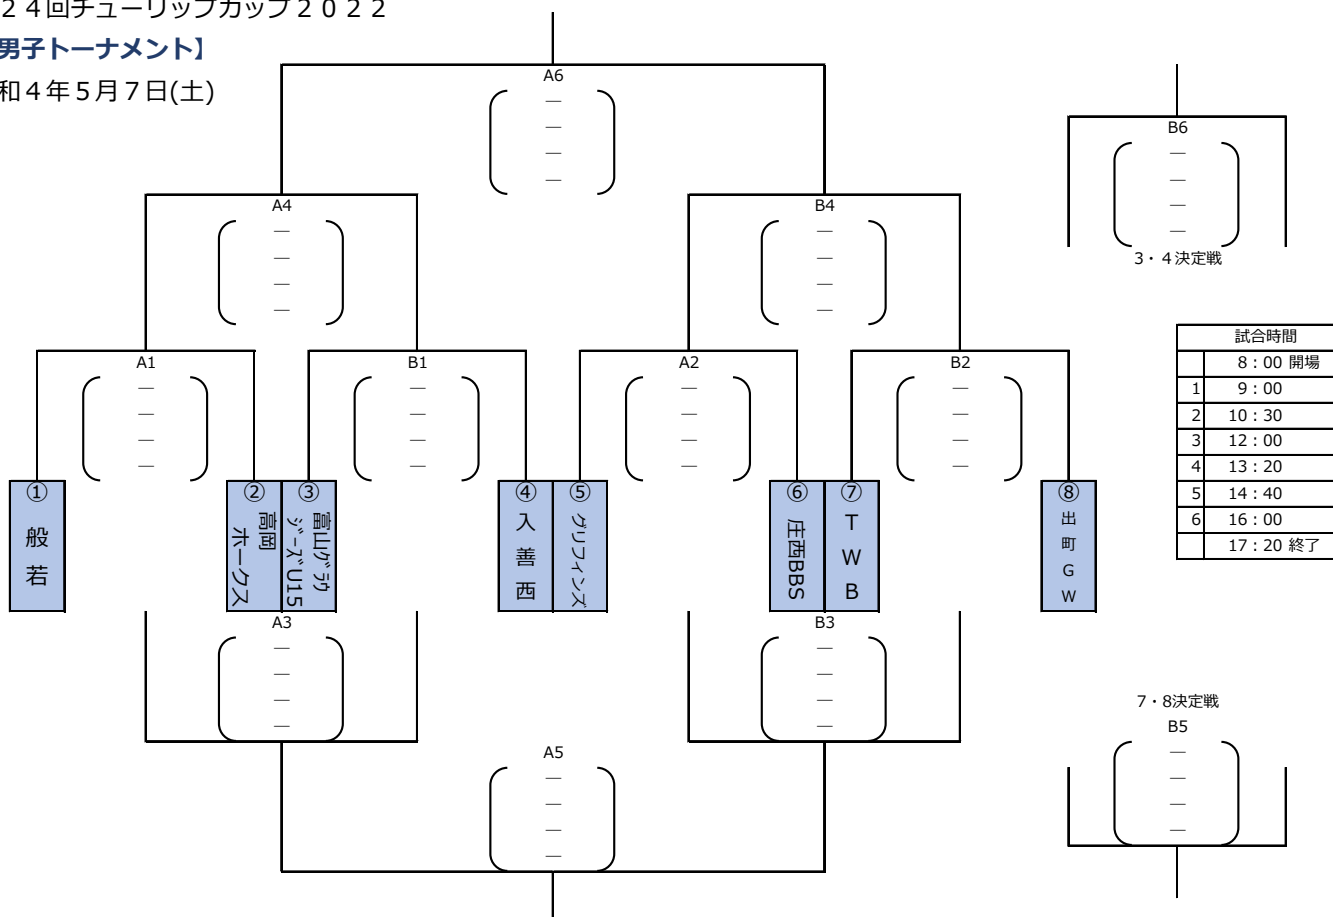 ２４回チューリップカップ２０２２
男子トーナメント】
和４年５月７日(土)
A6
—
—
—
—
B6
—
—
—
—
3・４決定戦
A4
—
—
—
—
B4
—
—
—
—
A1
—
—
—
—
B1
—
—
—
—
A2
—
—
—
—
B2
—
—
—
—
試合時間
8：00 開場
1 9：00
2 10：30
3 12：00
4 13：20
5 14：40
6 16：00
17：20 終了
① 般若
② 高岡
ホークス
③ 富山ｸﾞﾗｳ
ｼﾞｰｽﾞU15
④ 入善西
⑤ グリフィンズ
⑥ 庄西BBS
⑦ ＴＷＢ
⑧ 出町GW
A3
—
—
—
—
B3
—
—
—
—
A5
—
—
—
—
7・8決定戦
B5
—
—
—
—